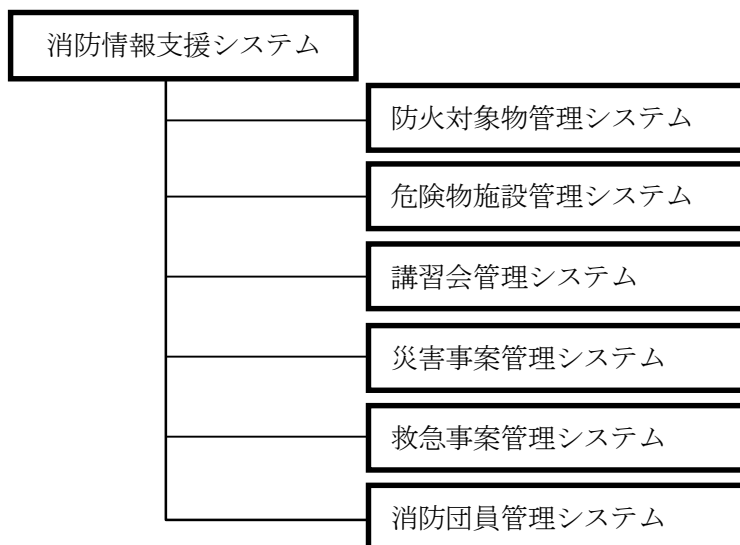 消防情報支援システム
防火対象物管理システム
危険物施設管理システム
講習会管理システム
災害事案管理システム
救急事案管理システム
消防団員管理システム